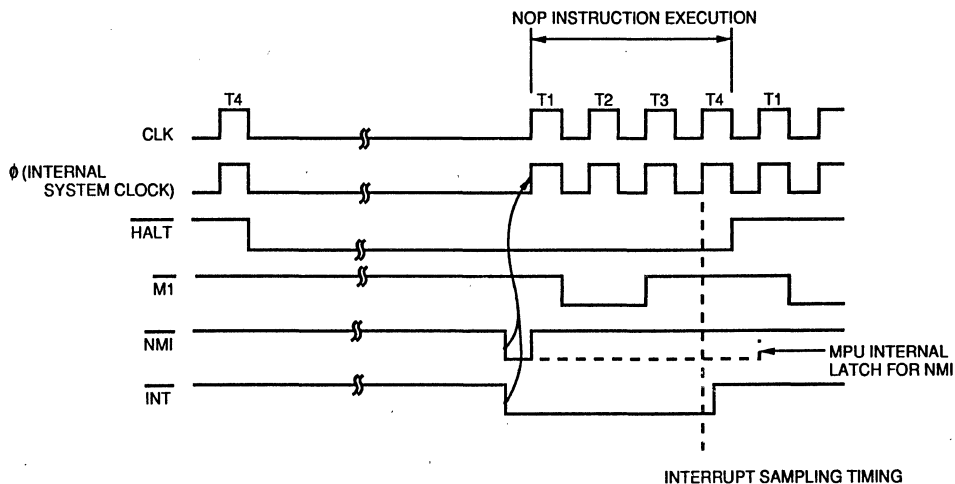 NOP INSTRUCTION EXECUTION
T4 T1 T2 T3 T4 T1
CLK
ϕ (INTERNAL
SYSTEM CLOCK)
HALT
M1
NMI
MPU INTERNAL
LATCH FOR NMI
INT
INTERRUPT SAMPLING TIMING